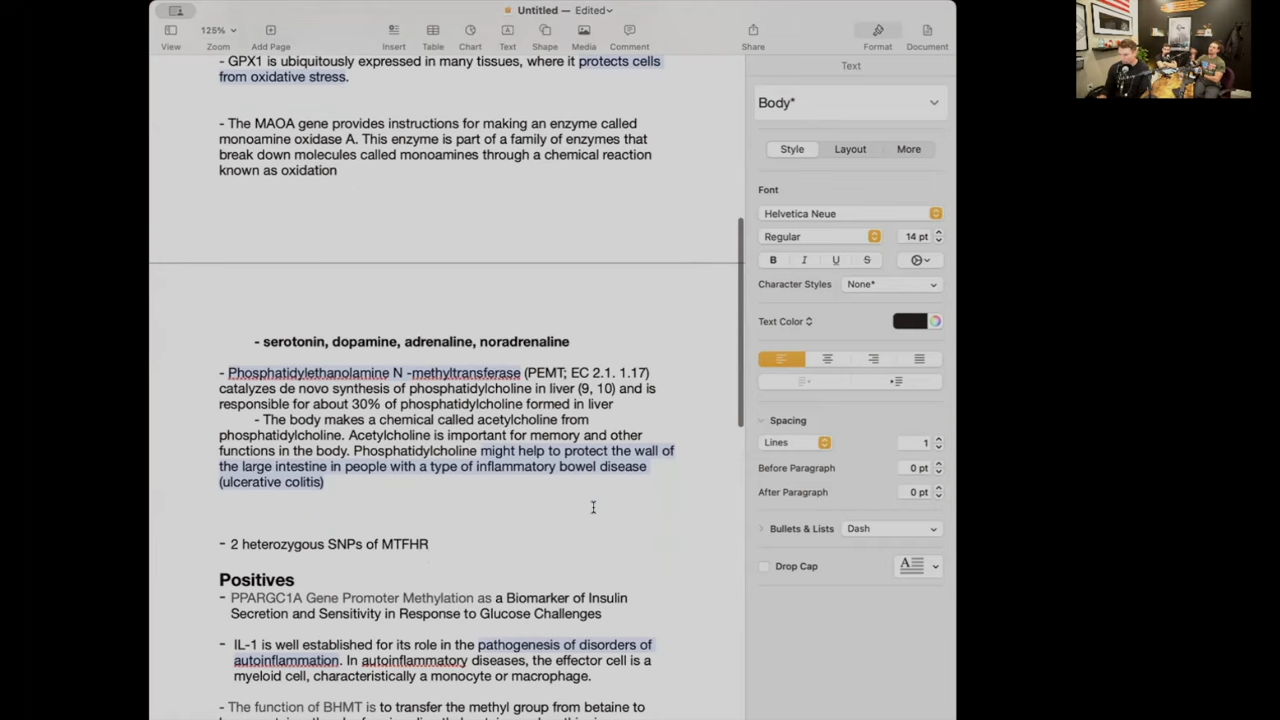 Untitled — Edited
125%
View
Zoom
Add Page
Insert
Table
Chart
Text
Shape
Media
Comment
Share
Format
Document
- GPX1 is ubiquitously expressed in many tissues, where it protects cells
from oxidative stress.
- The MAOA gene provides instructions for making an enzyme called
monoamine oxidase A. This enzyme is part of a family of enzymes that
break down molecules called monoamines through a chemical reaction
known as oxidation
- serotonin, dopamine, adrenaline, noradrenaline
- Phosphatidylethanolamine N -methyltransferase (PEMT; EC 2.1. 1.17)
catalyzes de novo synthesis of phosphatidylcholine in liver (9, 10) and is
responsible for about 30% of phosphatidylcholine formed in liver
- The body makes a chemical called acetylcholine from
phosphatidylcholine. Acetylcholine is important for memory and other
functions in the body. Phosphatidylcholine might help to protect the wall of
the large intestine in people with a type of inflammatory bowel disease
(ulcerative colitis)
- 2 heterozygous SNPs of MTFHR
Positives
- PPARGC1A Gene Promoter Methylation as a Biomarker of Insulin
Secretion and Sensitivity in Response to Glucose Challenges
- IL-1 is well established for its role in the pathogenesis of disorders of
autoinflammation. In autoinflammatory diseases, the effector cell is a
myeloid cell, characteristically a monocyte or macrophage.
- The function of BHMT is to transfer the methyl group from betaine to
Text
Body*
Style
Layout
More
Font
Helvetica Neue
Regular
14 pt
B I U S
Character Styles
None*
Text Color
Spacing
Lines
1
Before Paragraph
0 pt
After Paragraph
0 pt
Bullets & Lists
Dash
Drop Cap
A